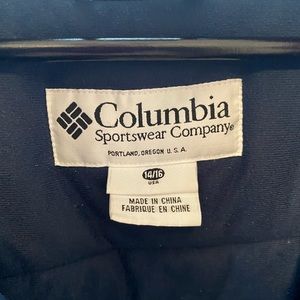 Columbia
Sportswear Company®
PORTLAND, OREGON U.S.A.
14/16
USA
MADE IN CHINA
FABRIQUE EN CHINE